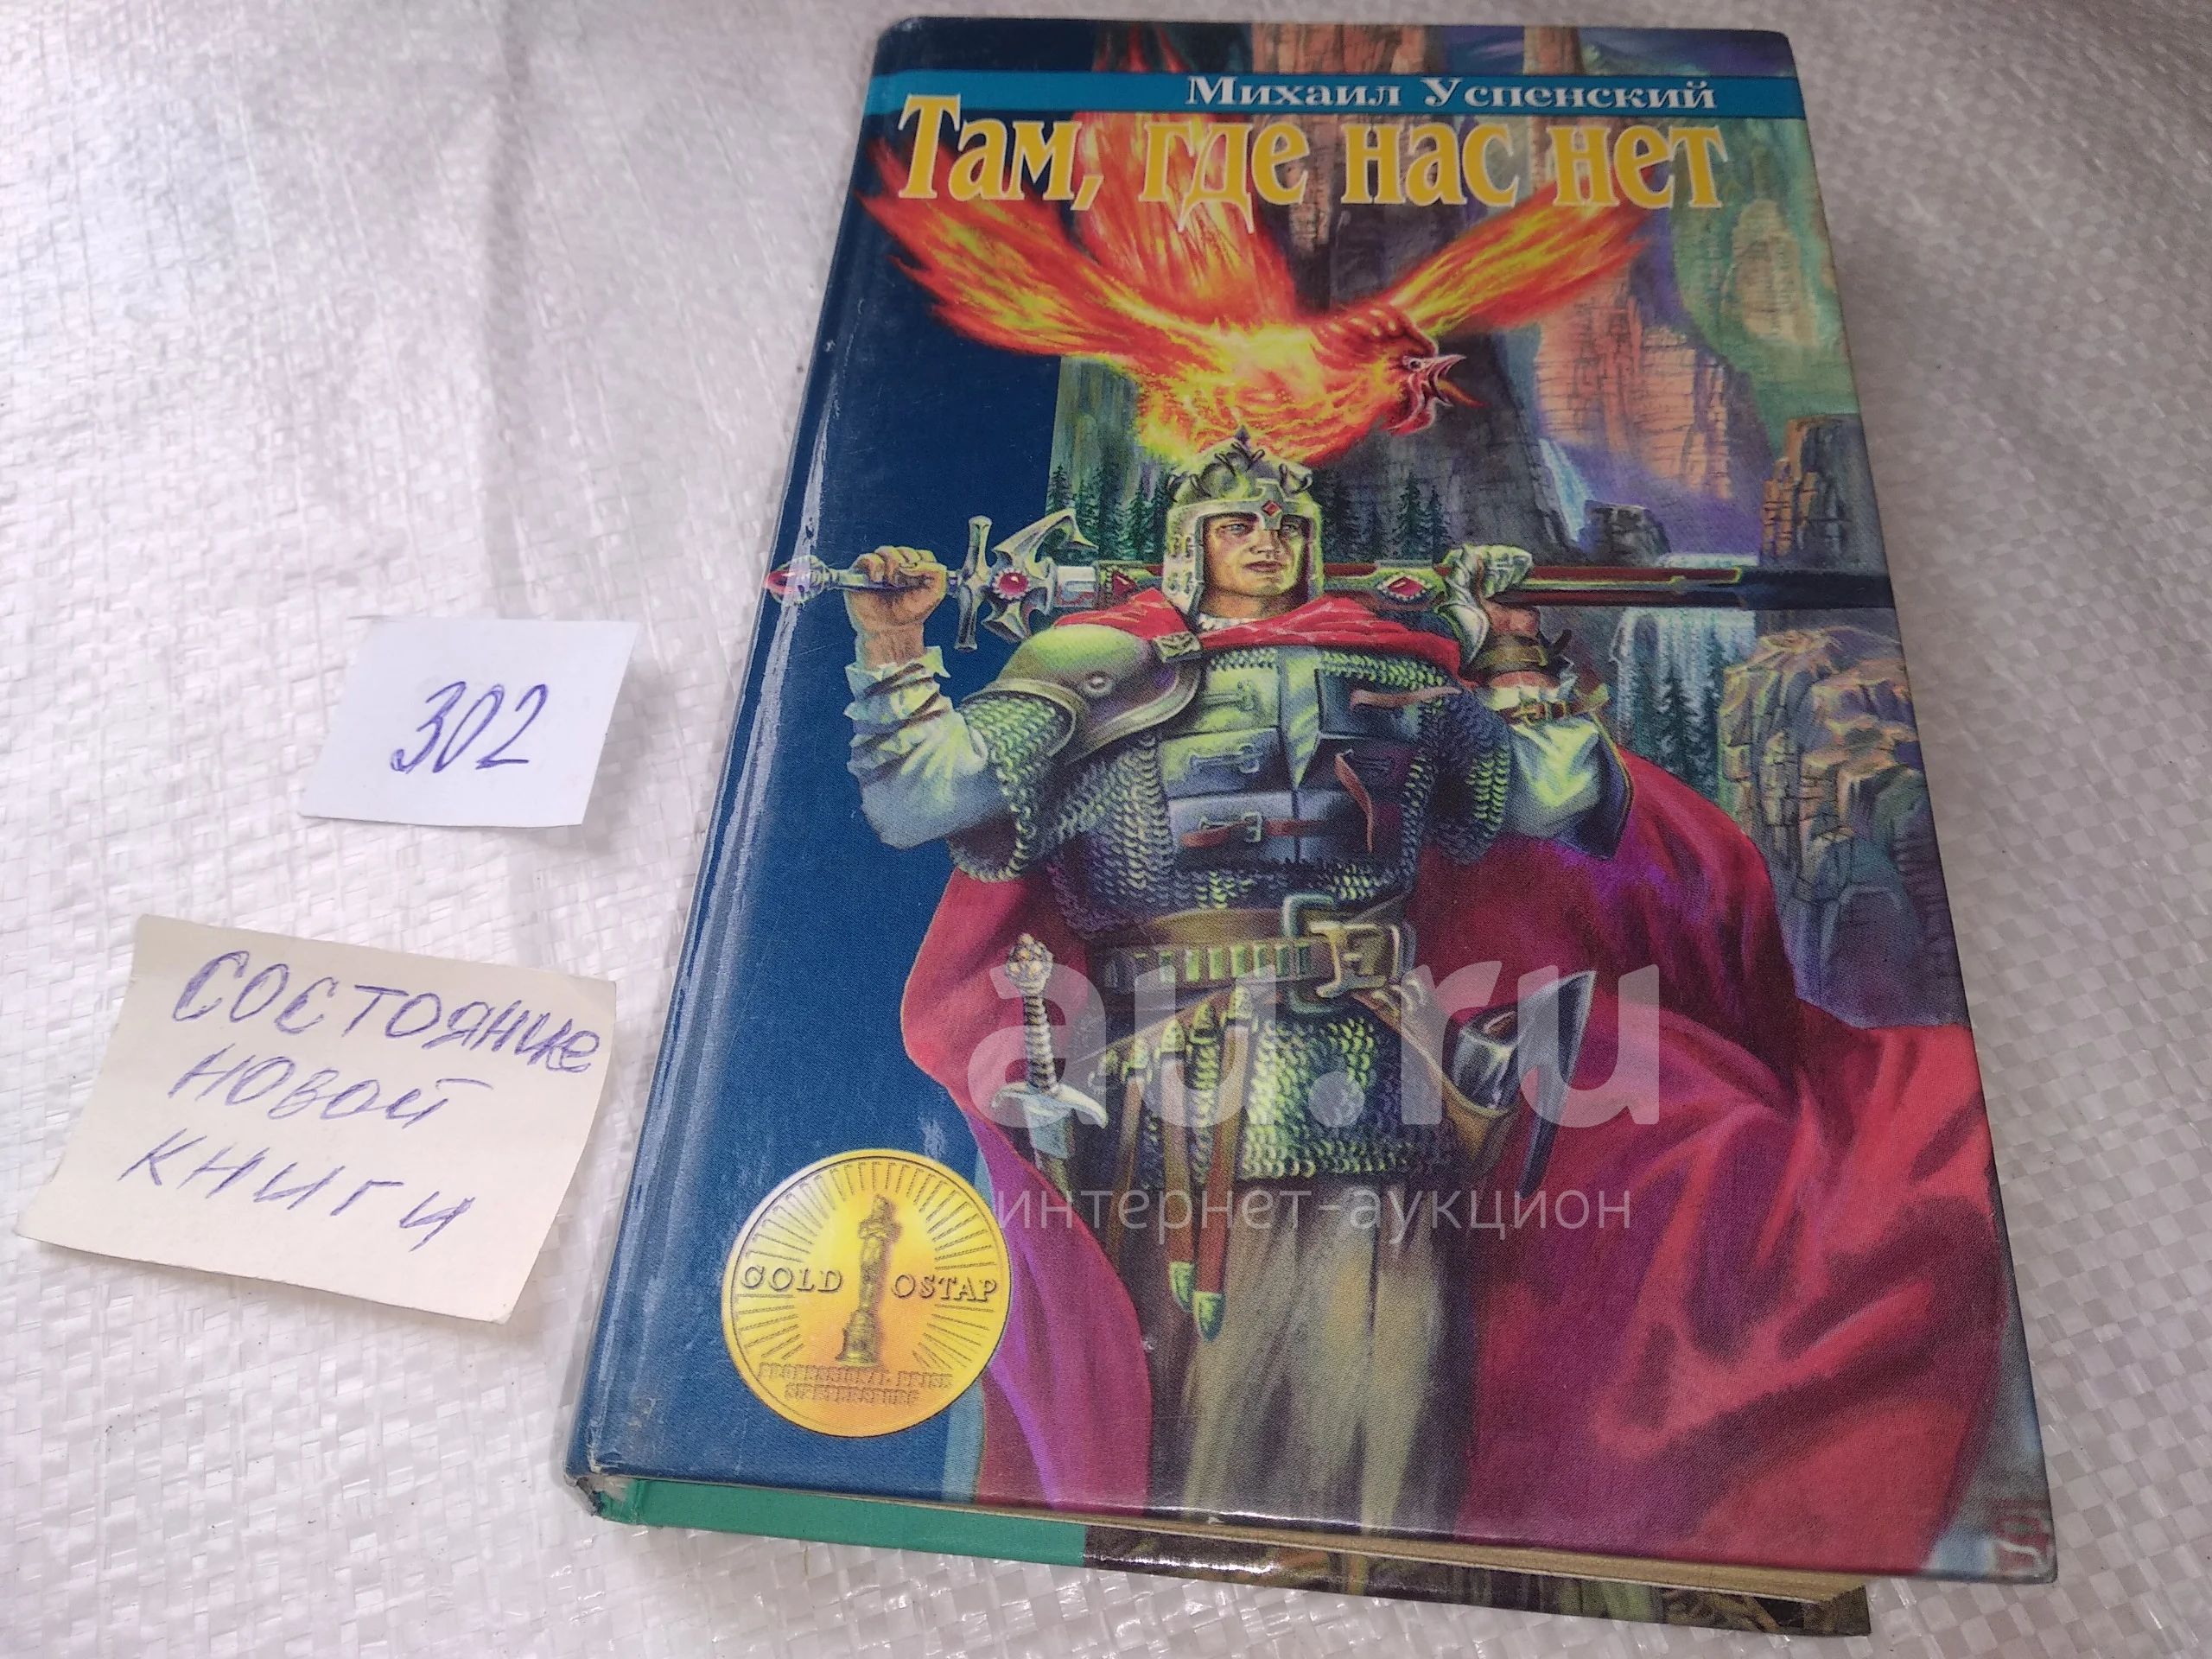 Михаил Успенский
Там, где нас нет
302
состояние
новой
книги
au.ru
интернет-аукцион
GOLD OSTAP